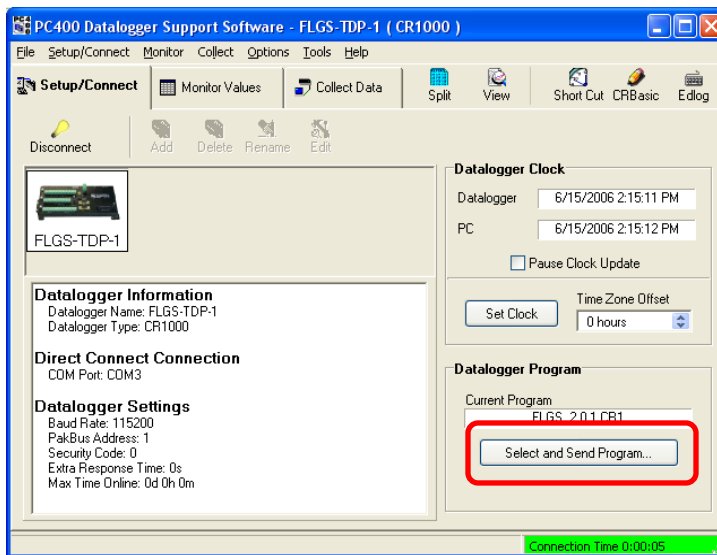 PC400 Datalogger Support Software - FLGS-TDP-1 ( CR1000 )
File Setup/Connect Monitor Collect Options Tools Help
Setup/Connect Monitor Values Collect Data Split View Short Cut CRBasic Edlog
Disconnect Add Delete Rename Edit
FLGS-TDP-1
Datalogger Information
Datalogger Name: FLGS-TDP-1
Datalogger Type: CR1000
Direct Connect Connection
COM Port: COM3
Datalogger Settings
Baud Rate: 115200
PakBus Address: 1
Security Code: 0
Extra Response Time: 0s
Max Time Online: 0d 0h 0m
Datalogger Clock
Datalogger 6/15/2006 2:15:11 PM
PC 6/15/2006 2:15:12 PM
Pause Clock Update
Set Clock
Time Zone Offset
0 hours
Datalogger Program
Current Program
FLGS_2.0.1.CR1
Select and Send Program...
Connection Time 0:00:05